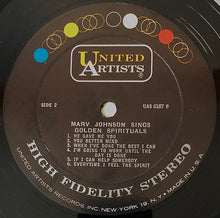 UNITED
ARTISTS
SIDE 2
UAS 6187 B
MARV JOHNSON SINGS
GOLDEN SPIRITUALS
1. HE GAVE ME YOU
2. YOU BETTER MIND
3. WHEN I'VE DONE THE BEST I CAN
4. I'M GOING TO WORK UNTIL THE
DAY IS DONE
5. IF I CAN HELP SOMEBODY
6. EVERYTIME I FEEL THE SPIRIT
HIGH FIDELITY STEREO
UNITED ARTISTS RECORDS INC NEW YORK 19, N.Y.
MADE IN U.S.A.